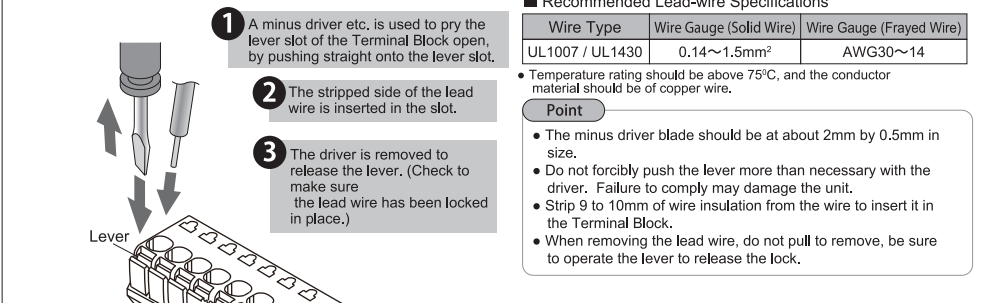 ■ Recommended Lead-wire Specifications
1 A minus driver etc. is used to pry the
lever slot of the Terminal Block open,
by pushing straight onto the lever slot.
2 The stripped side of the lead
wire is inserted in the slot.
3 The driver is removed to
release the lever. (Check to
make sure
the lead wire has been locked
in place.)
Lever
Wire Type Wire Gauge (Solid Wire) Wire Gauge (Frayed Wire)
UL1007 / UL1430 0.14～1.5mm² AWG30～14
● Temperature rating should be above 75⁰C, and the conductor
material should be of copper wire.
Point
● The minus driver blade should be at about 2mm by 0.5mm in
size.
● Do not forcibly push the lever more than necessary with the
driver. Failure to comply may damage the unit.
● Strip 9 to 10mm of wire insulation from the wire to insert it in
the Terminal Block.
● When removing the lead wire, do not pull to remove, be sure
to operate the lever to release the lock.